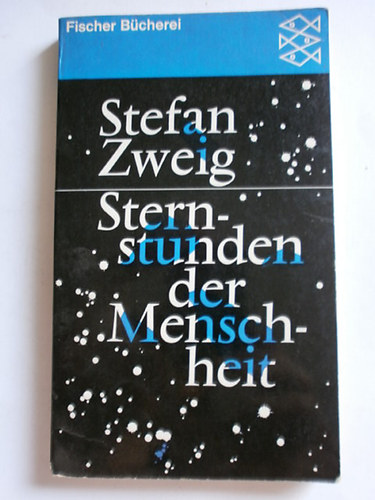 Fischer Bücherei
Stefan
Zweig
Stern-
stunden
der
Mensch-
heit